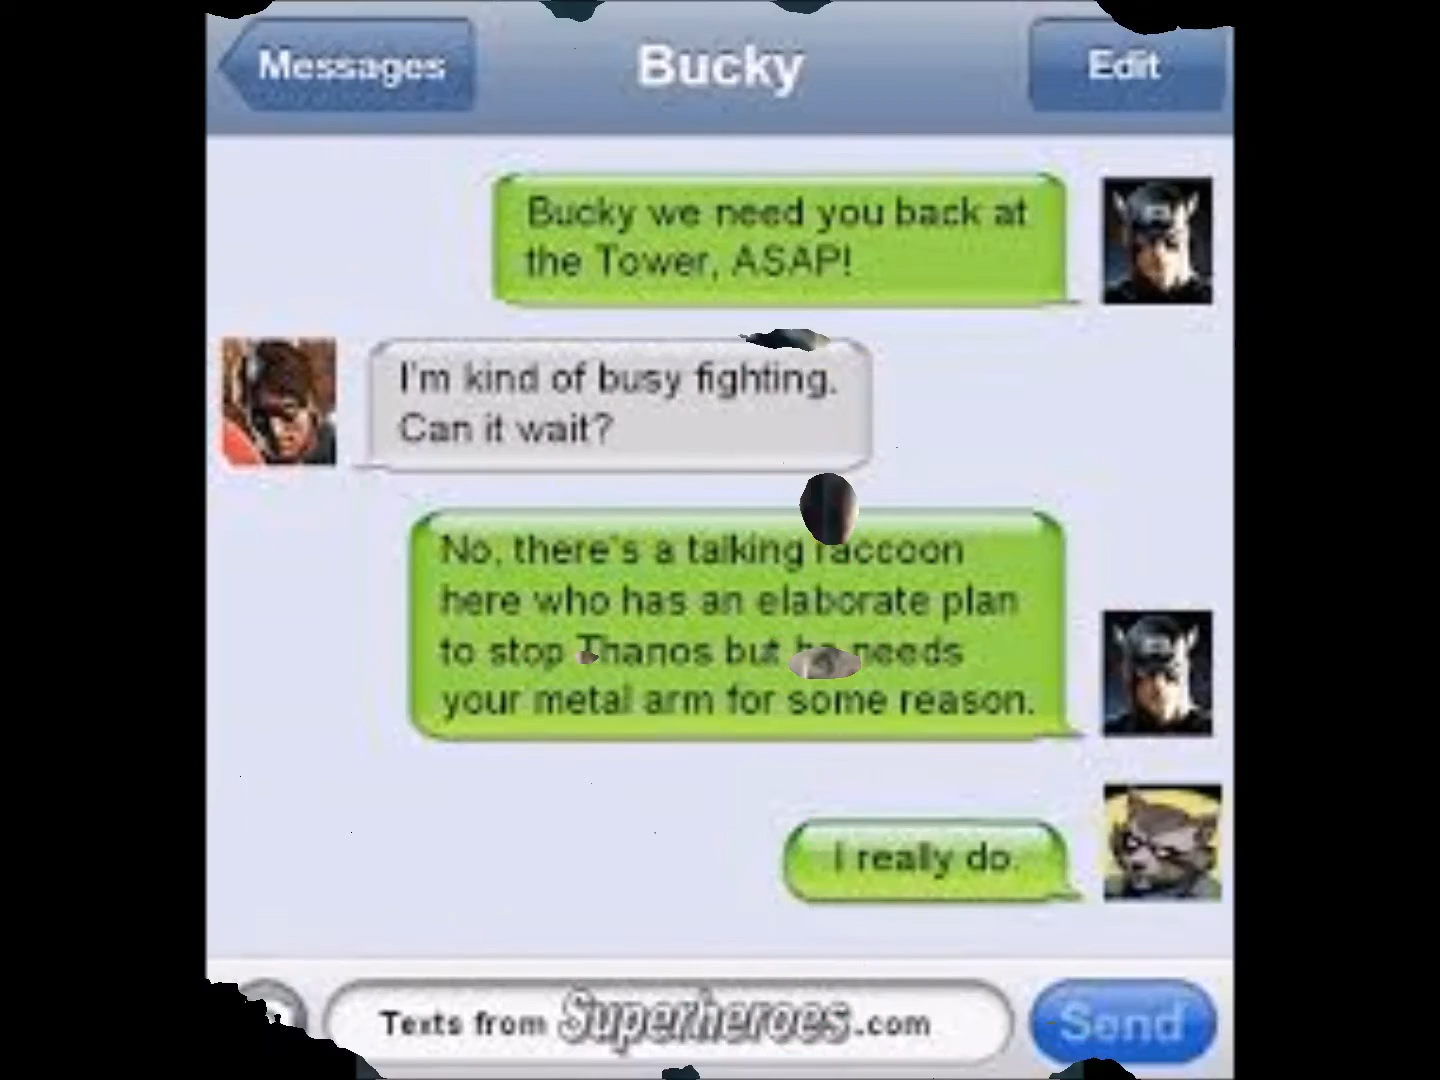 Messages
Bucky
Edit
Bucky we need you back at
the Tower, ASAP!
I'm kind of busy fighting.
Can it wait?
No, there's a talking raccoon
here who has an elaborate plan
to stop Thanos but needs
your metal arm for some reason.
I really do.
Texts from Superheroes.com
Send